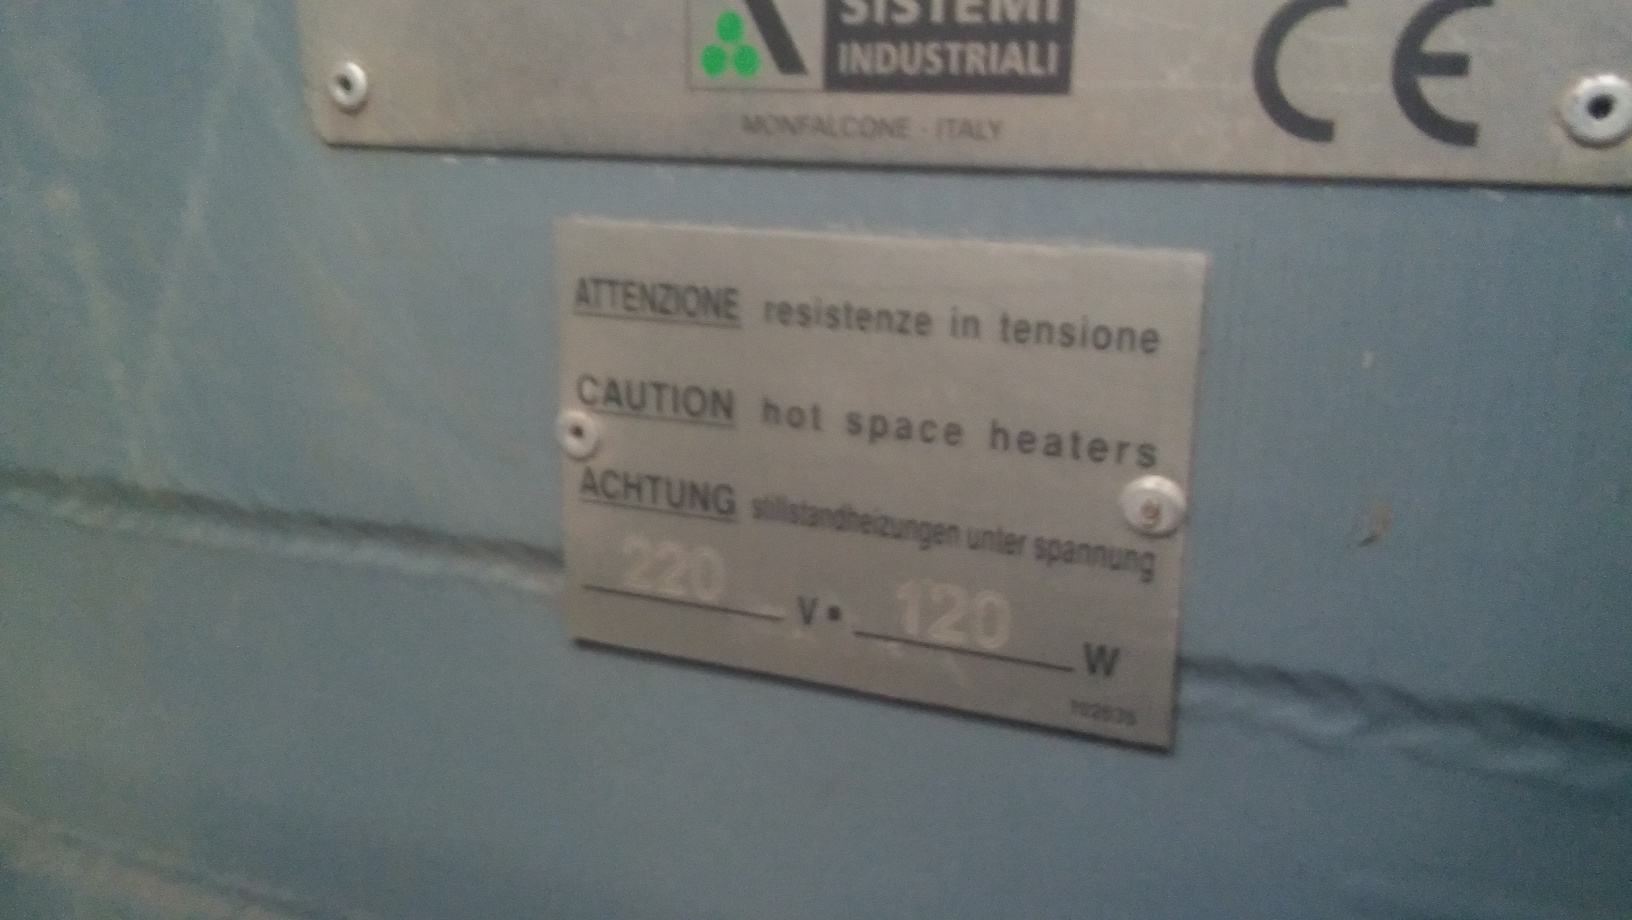 SISTEMI
INDUSTRIALI
MONFALCONE - ITALY
CE
ATTENZIONE resistenze in tensione
CAUTION hot space heaters
ACHTUNG stillstandheizungen unter spannung
220 V • 120 W